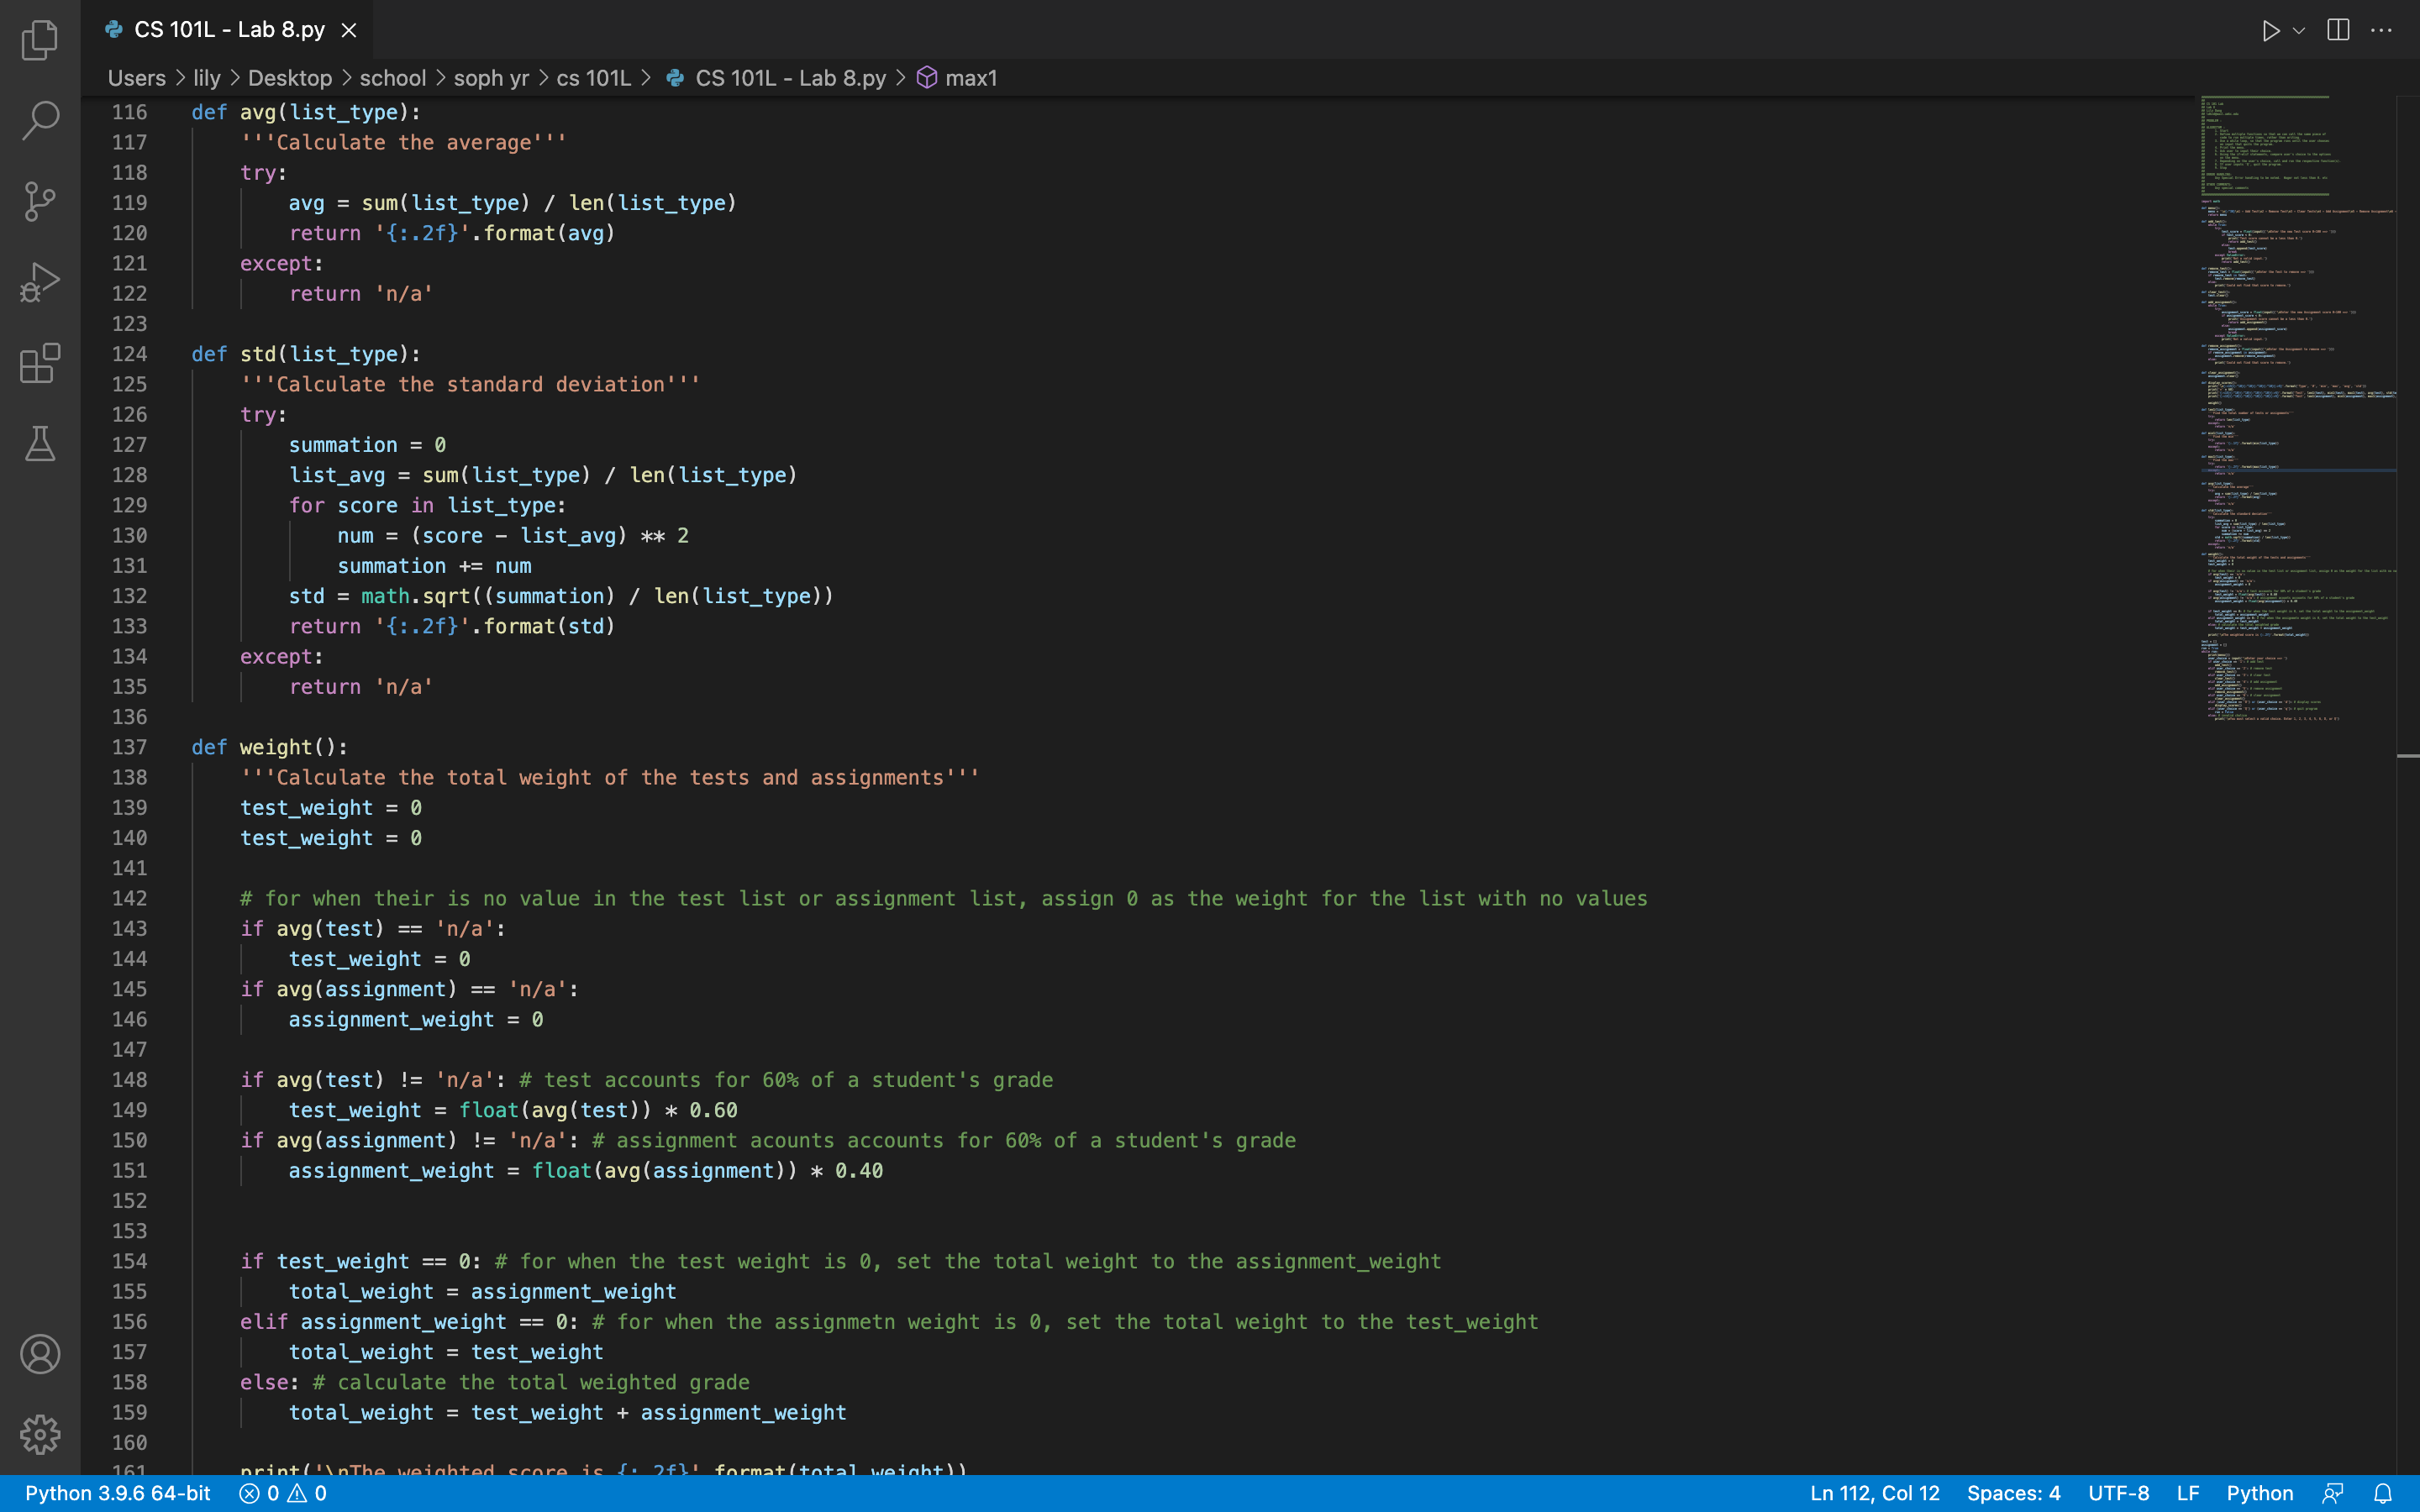 CS 101L - Lab 8.py
Users > lily > Desktop > school > soph yr > cs 101L > CS 101L - Lab 8.py > max1
116 def avg(list_type):
117     '''Calculate the average'''
118     try:
119         avg = sum(list_type) / len(list_type)
120         return '{:.2f}'.format(avg)
121     except:
122         return 'n/a'
123
124 def std(list_type):
125     '''Calculate the standard deviation'''
126     try:
127         summation = 0
128         list_avg = sum(list_type) / len(list_type)
129         for score in list_type:
130             num = (score - list_avg) ** 2
131             summation += num
132         std = math.sqrt((summation) / len(list_type))
133         return '{:.2f}'.format(std)
134     except:
135         return 'n/a'
136
137 def weight():
138     '''Calculate the total weight of the tests and assignments'''
139     test_weight = 0
140     test_weight = 0
141
142     # for when their is no value in the test list or assignment list, assign 0 as the weight for the list with no values
143     if avg(test) == 'n/a':
144         test_weight = 0
145     if avg(assignment) == 'n/a':
146         assignment_weight = 0
147
148     if avg(test) != 'n/a': # test accounts for 60% of a student's grade
149         test_weight = float(avg(test)) * 0.60
150     if avg(assignment) != 'n/a': # assignment acounts accounts for 60% of a student's grade
151         assignment_weight = float(avg(assignment)) * 0.40
152
153
154     if test_weight == 0: # for when the test weight is 0, set the total weight to the assignment_weight
155         total_weight = assignment_weight
156     elif assignment_weight == 0: # for when the assignmetn weight is 0, set the total weight to the test_weight
157         total_weight = test_weight
158     else: # calculate the total weighted grade
159         total_weight = test_weight + assignment_weight
160
161     print('\nThe weighted score is {:.2f}'.format(total_weight))
Python 3.9.6 64-bit 0 0 Ln 112, Col 12 Spaces: 4 UTF-8 LF Python